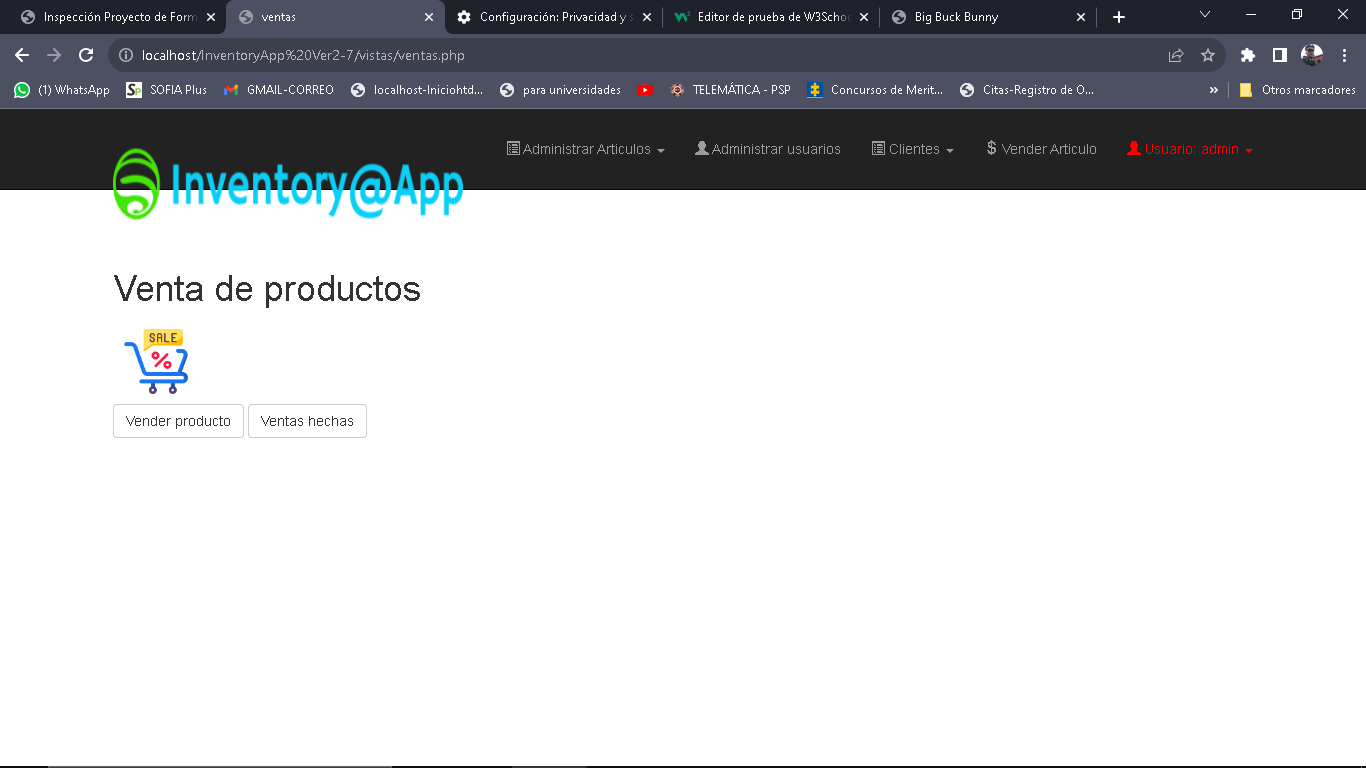 Inspección Proyecto de Form
ventas
Configuración: Privacidad y s
Editor de prueba de W3Schoo
Big Buck Bunny
localhost/InventoryApp%20Ver2-7/vistas/ventas.php
(1) WhatsApp
SOFIA Plus
GMAIL-CORREO
localhost-Iniciohtd...
para universidades
TELEMÁTICA - PSP
Concursos de Merit...
Citas-Registro de O...
»
Otros marcadores
Administrar Articulos
Administrar usuarios
Clientes
$ Vender Articulo
Usuario: admin
Inventory@App
Venta de productos
SALE
%
Vender producto
Ventas hechas